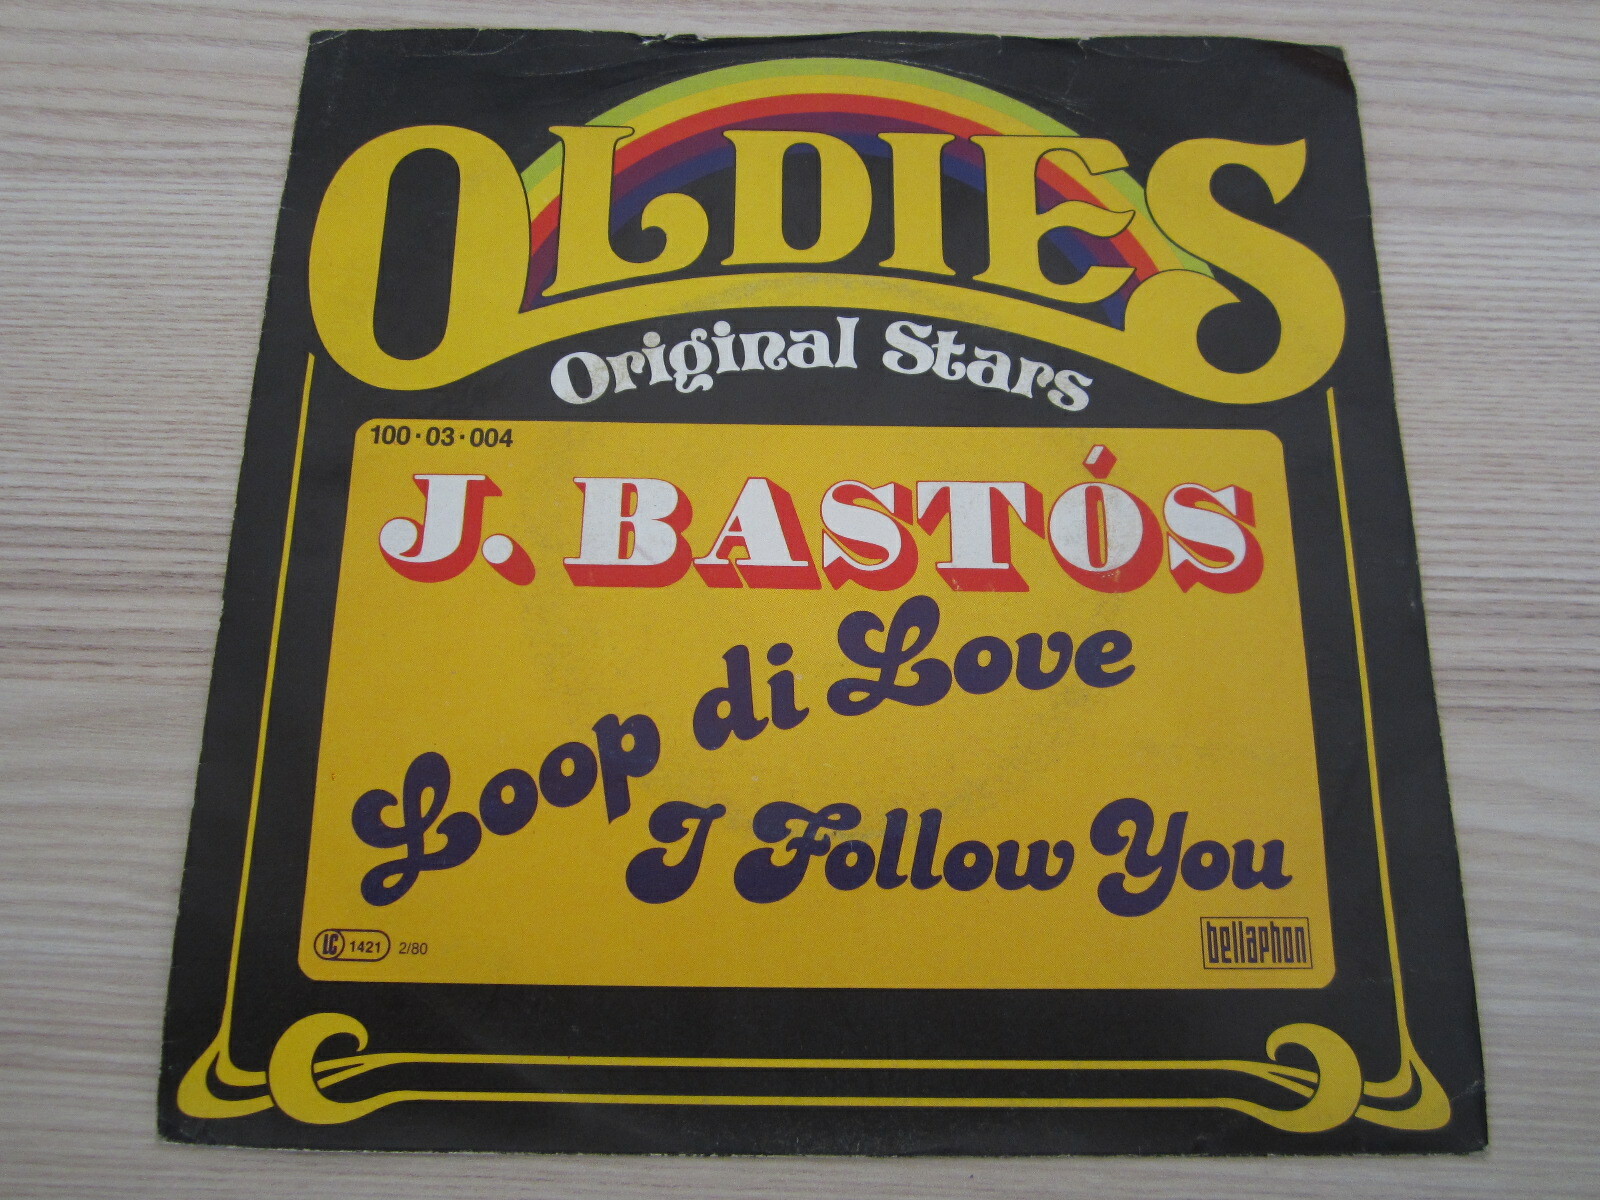 OLDIES
Original Stars
100·03·004
J. BASTÓS
Loop di Love
I Follow You
LC 1421 2/80
bellaphon